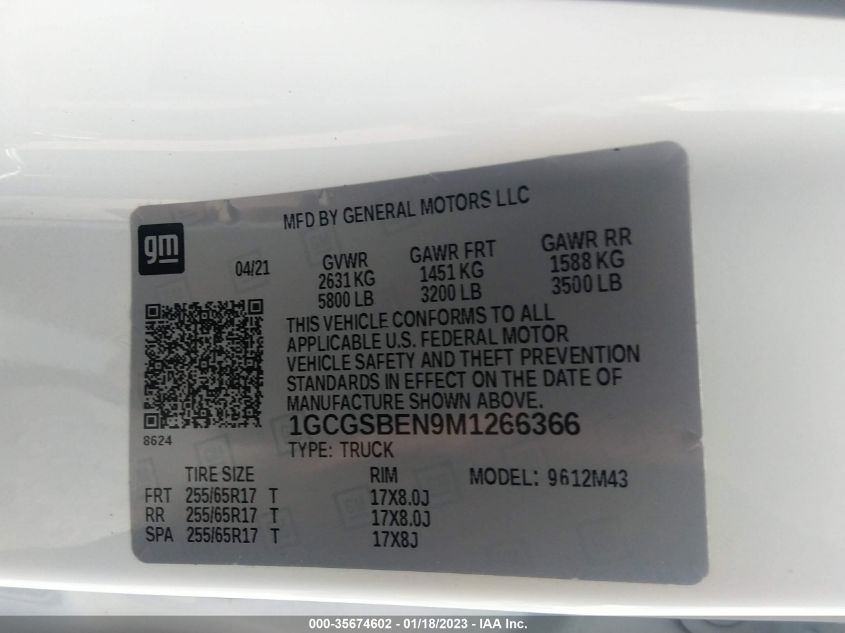 MFD BY GENERAL MOTORS LLC
gm
04/21
GVWR GAWR FRT GAWR RR
2631 KG 1451 KG 1588 KG
5800 LB 3200 LB 3500 LB
THIS VEHICLE CONFORMS TO ALL
APPLICABLE U.S. FEDERAL MOTOR
VEHICLE SAFETY AND THEFT PREVENTION
STANDARDS IN EFFECT ON THE DATE OF
MANUFACTURE SHOWN ABOVE.
8624
1GCGSBEN9M1266366
TYPE: TRUCK
TIRE SIZE RIM MODEL: 9612M43
FRT 255/65R17 T 17X8.0J
RR 255/65R17 T 17X8.0J
SPA 255/65R17 T 17X8J
000-35674602 - 01/18/2023 - IAA Inc.